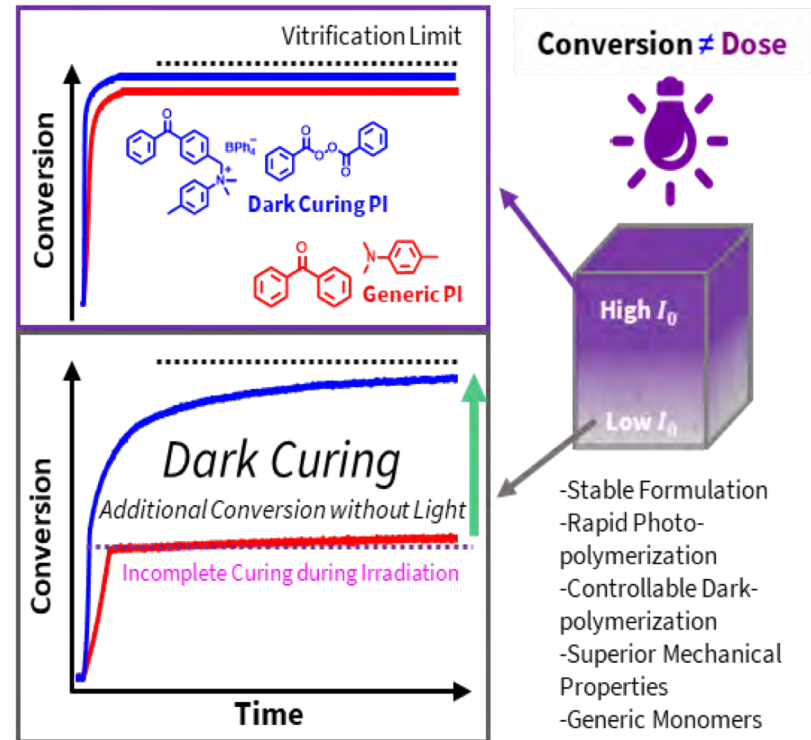 Vitrification Limit
Conversion
O
BPh₄⁻
O
O
O
O
N⁺
Dark Curing PI
O
N
Generic PI
Conversion ≠ Dose
High I₀
Low I₀
Conversion
Dark Curing
Additional Conversion without Light
Incomplete Curing during Irradiation
Time
-Stable Formulation
-Rapid Photo-
polymerization
-Controllable Dark-
polymerization
-Superior Mechanical
Properties
-Generic Monomers